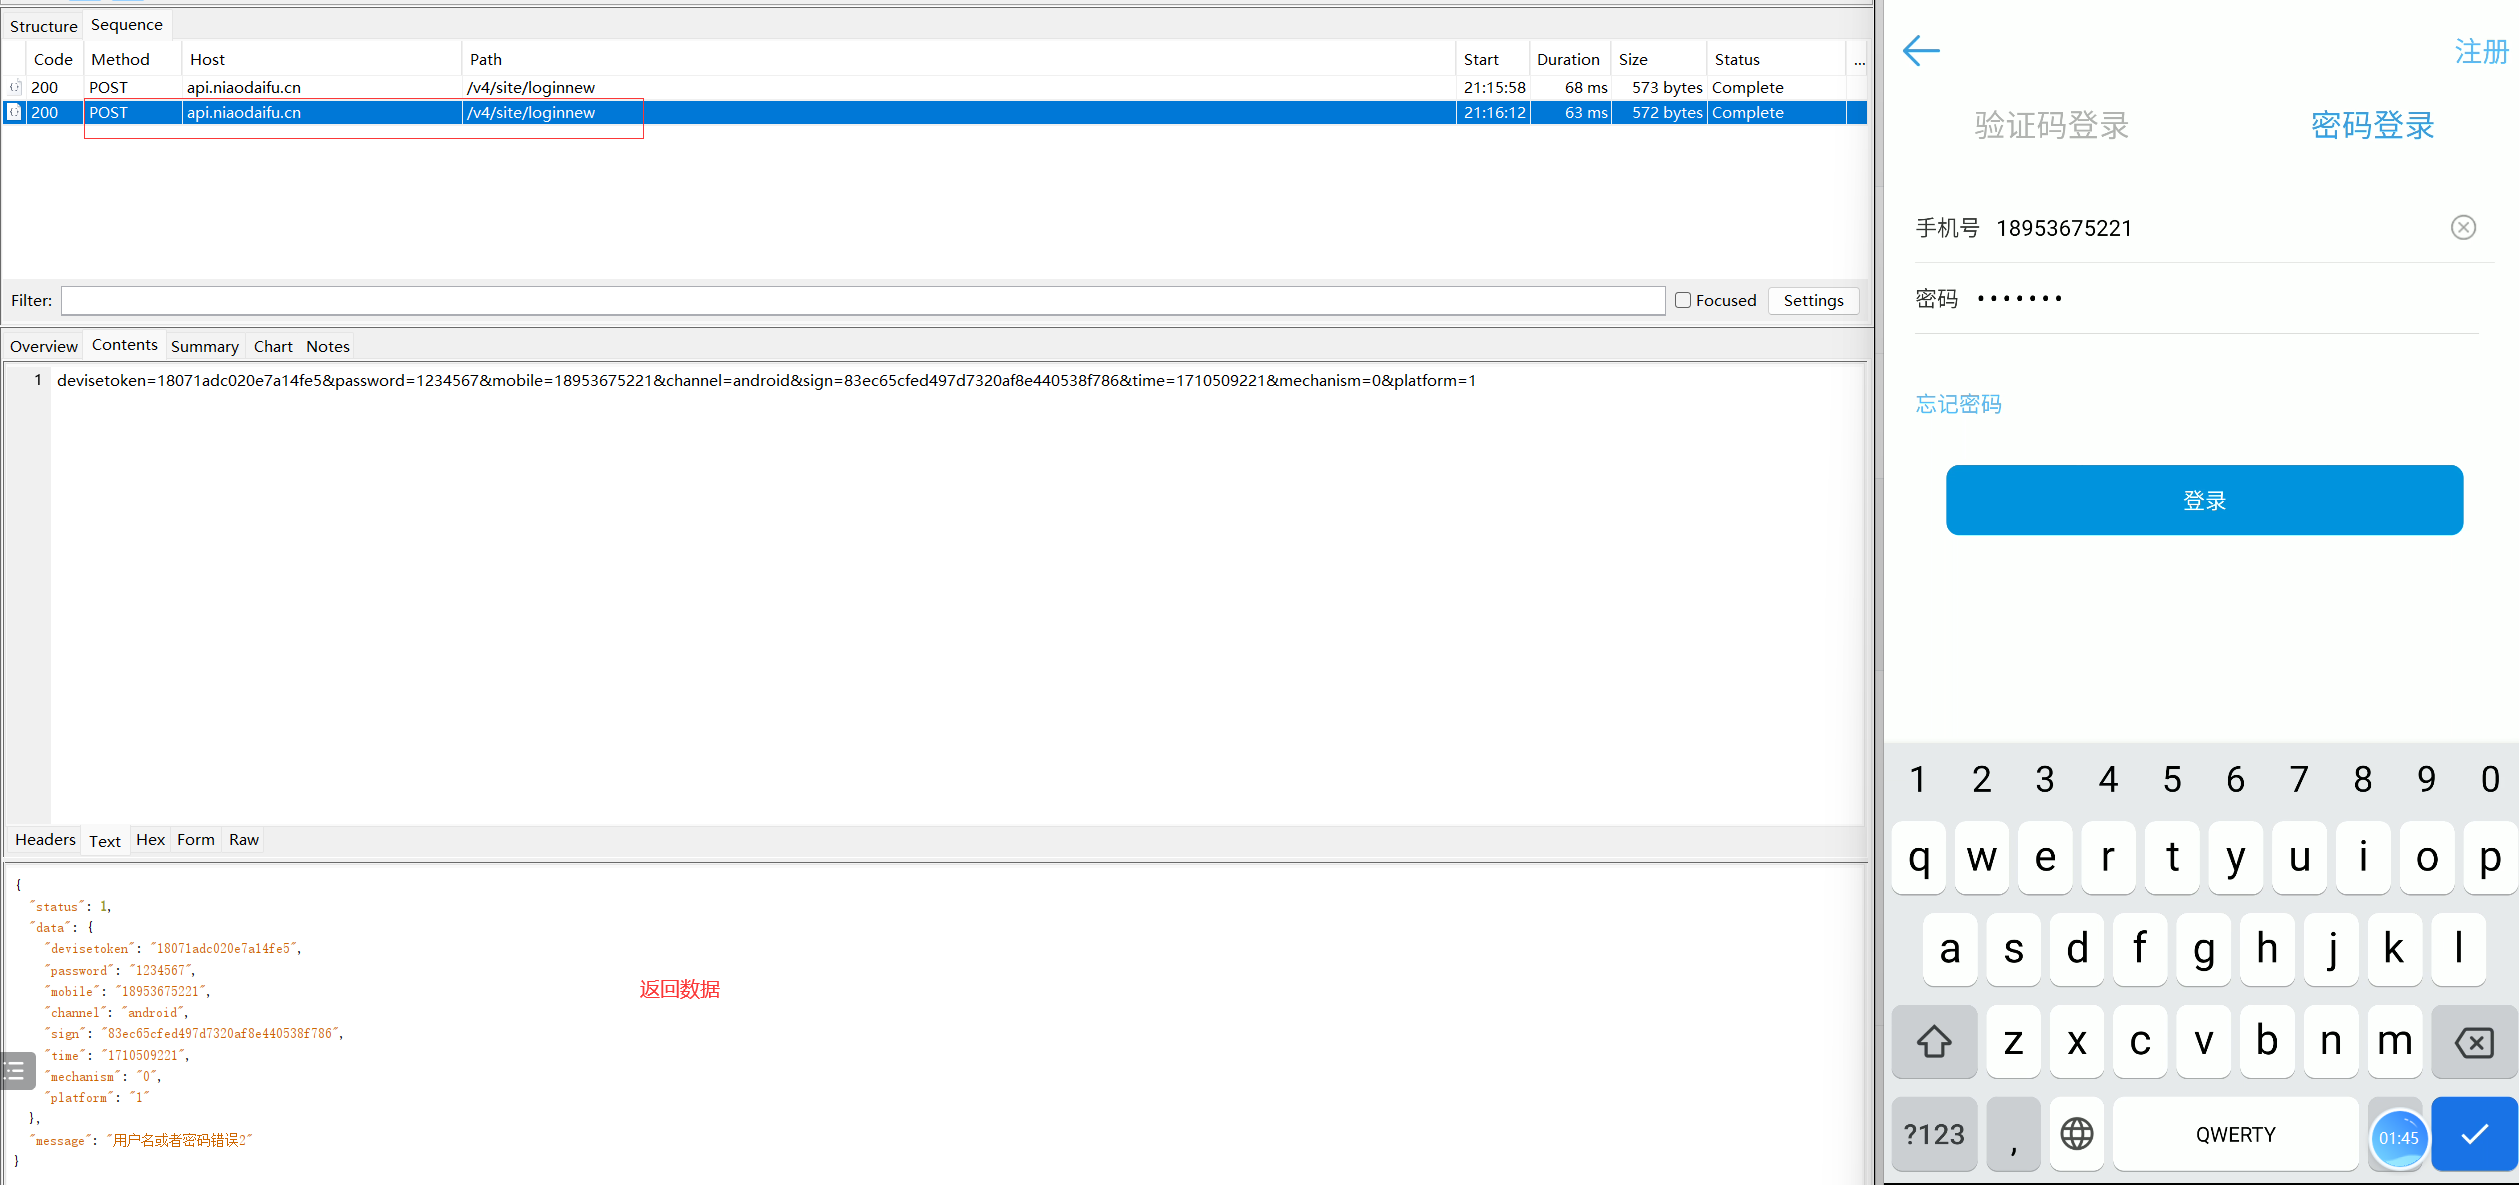 Structure Sequence
Code Method Host Path Start Duration Size Status ...
200 POST api.niaodaifu.cn /v4/site/loginnew 21:15:58 68 ms 573 bytes Complete
200 POST api.niaodaifu.cn /v4/site/loginnew 21:16:12 63 ms 572 bytes Complete
Filter: Focused Settings
Overview Contents Summary Chart Notes
1 devisetoken=18071adc020e7a14fe5&password=1234567&mobile=18953675221&channel=android&sign=83ec65cfed497d7320af8e440538f786&time=1710509221&mechanism=0&platform=1
Headers Text Hex Form Raw
{
"status": 1,
"data": {
"devisetoken": "18071adc020e7a14fe5",
"password": "1234567",
"mobile": "18953675221",
"channel": "android",
"sign": "83ec65cfed497d7320af8e440538f786",
"time": "1710509221",
"mechanism": "0",
"platform": "1"
},
"message": "用户名或者密码错误2"
}
返回数据
注册
验证码登录 密码登录
手机号 18953675221
密码 •••••••
忘记密码
登录
1 2 3 4 5 6 7 8 9 0
q w e r t y u i o p
a s d f g h j k l
z x c v b n m
?123 , QWERTY 01:45